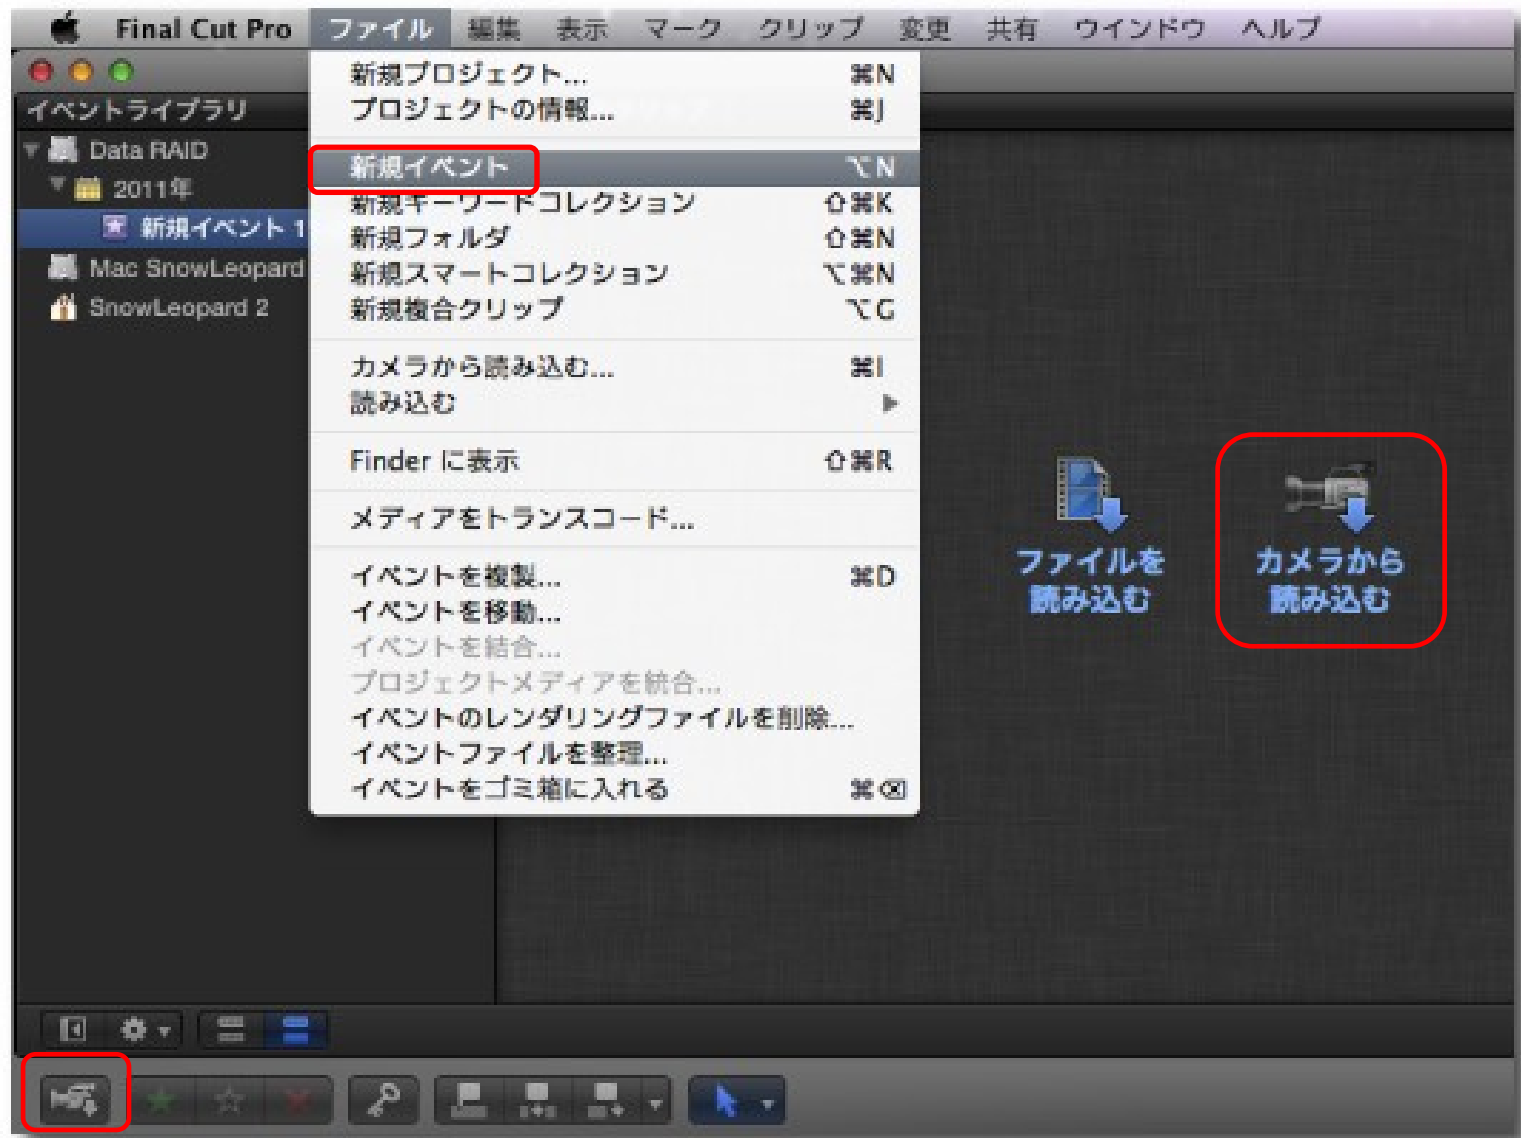 Final Cut Pro ファイル 編集 表示 マーク クリップ 変更 共有 ウインドウ ヘルプ
イベントライブラリ
Data RAID
2011年
新規イベント 1
Mac SnowLeopard
SnowLeopard 2
新規プロジェクト... ⌘N
プロジェクトの情報... ⌘J
新規イベント ⌥N
新規キーワードコレクション ⇧⌘K
新規フォルダ ⇧⌘N
新規スマートコレクション ⌥⌘N
新規複合クリップ ⌥G
カメラから読み込む... ⌘I
読み込む ▶
Finder に表示 ⇧⌘R
メディアをトランスコード...
イベントを複製... ⌘D
イベントを移動...
イベントを結合...
プロジェクトメディアを統合...
イベントのレンダリングファイルを削除...
イベントファイルを整理...
イベントをゴミ箱に入れる ⌘⌫
ファイルを
読み込む
カメラから
読み込む